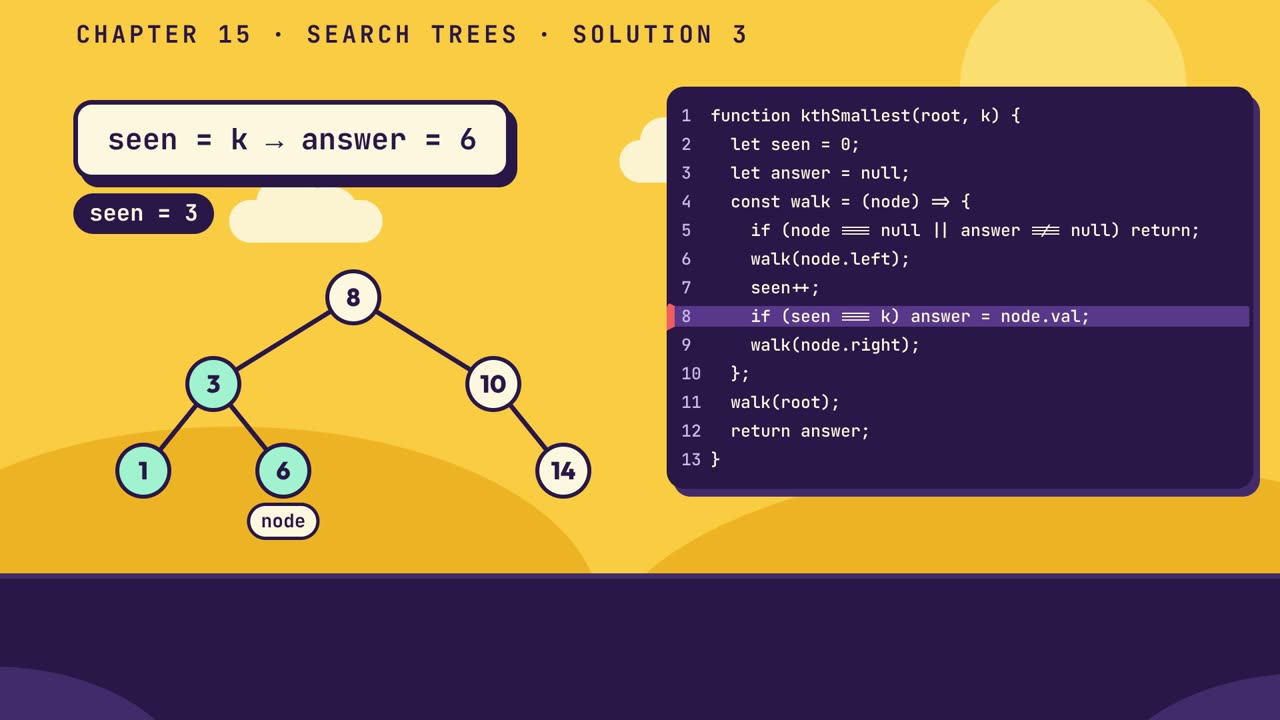 CHAPTER 15 · SEARCH TREES · SOLUTION 3
seen = k → answer = 6
seen = 3
8
3
10
1
6
14
node
1 function kthSmallest(root, k) {
2   let seen = 0;
3   let answer = null;
4   const walk = (node) => {
5     if (node === null || answer !== null) return;
6     walk(node.left);
7     seen++;
8     if (seen === k) answer = node.val;
9     walk(node.right);
10   };
11   walk(root);
12   return answer;
13 }